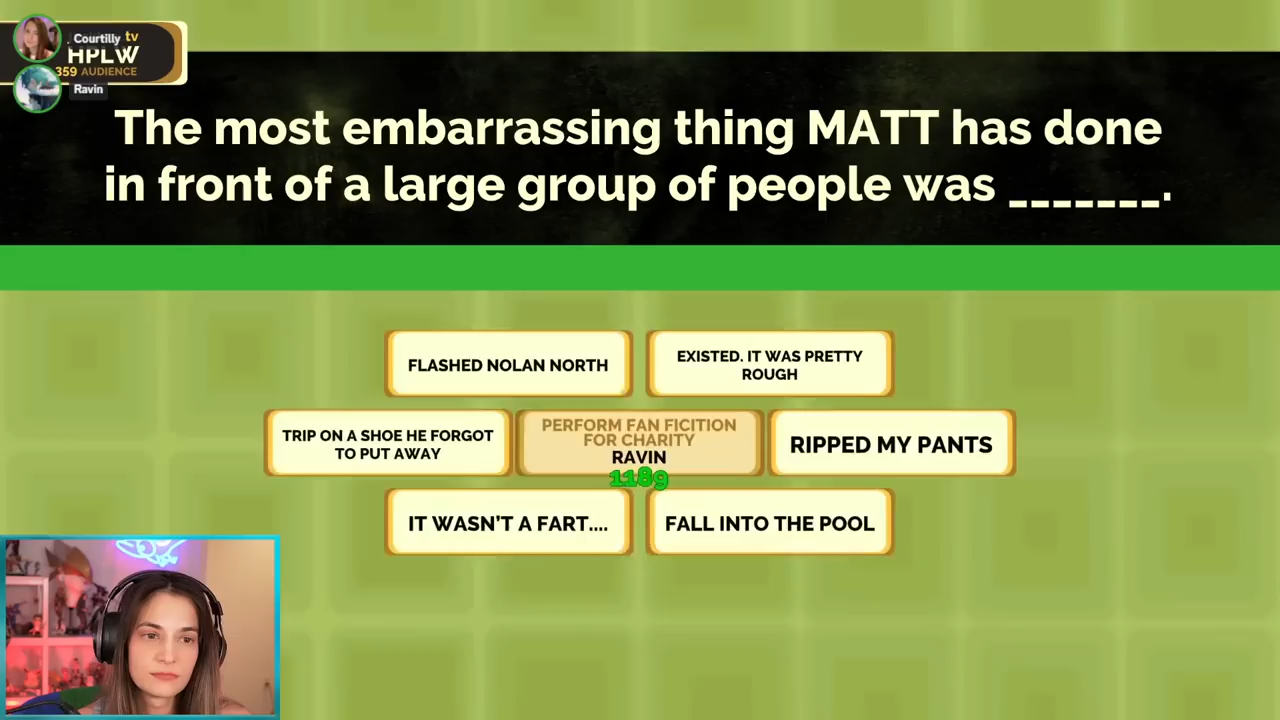 Courtilly tv
HPLW
359 AUDIENCE
Ravin
The most embarrassing thing MATT has done
in front of a large group of people was _______.
FLASHED NOLAN NORTH
EXISTED. IT WAS PRETTY
ROUGH
TRIP ON A SHOE HE FORGOT
TO PUT AWAY
PERFORM FAN FICITION
FOR CHARITY
RAVIN
1189
RIPPED MY PANTS
IT WASN'T A FART....
FALL INTO THE POOL